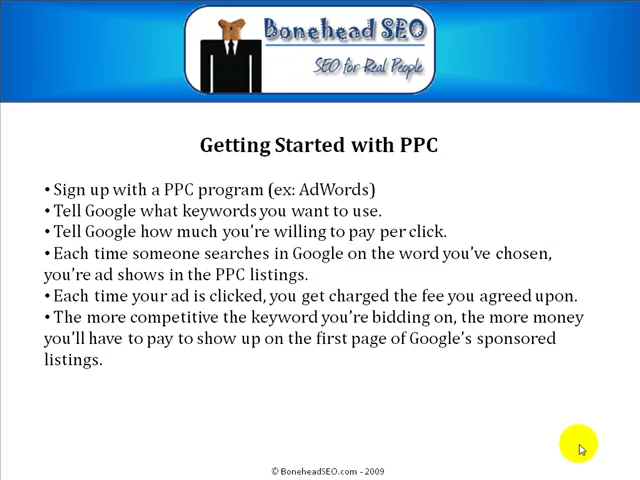 Bonehead SEO
SEO for Real People
Getting Started with PPC
• Sign up with a PPC program (ex: AdWords)
• Tell Google what keywords you want to use.
• Tell Google how much you're willing to pay per click.
• Each time someone searches in Google on the word you've chosen,
you're ad shows in the PPC listings.
• Each time your ad is clicked, you get charged the fee you agreed upon.
• The more competitive the keyword you're bidding on, the more money
you'll have to pay to show up on the first page of Google's sponsored
listings.
© BoneheadSEO.com - 2009